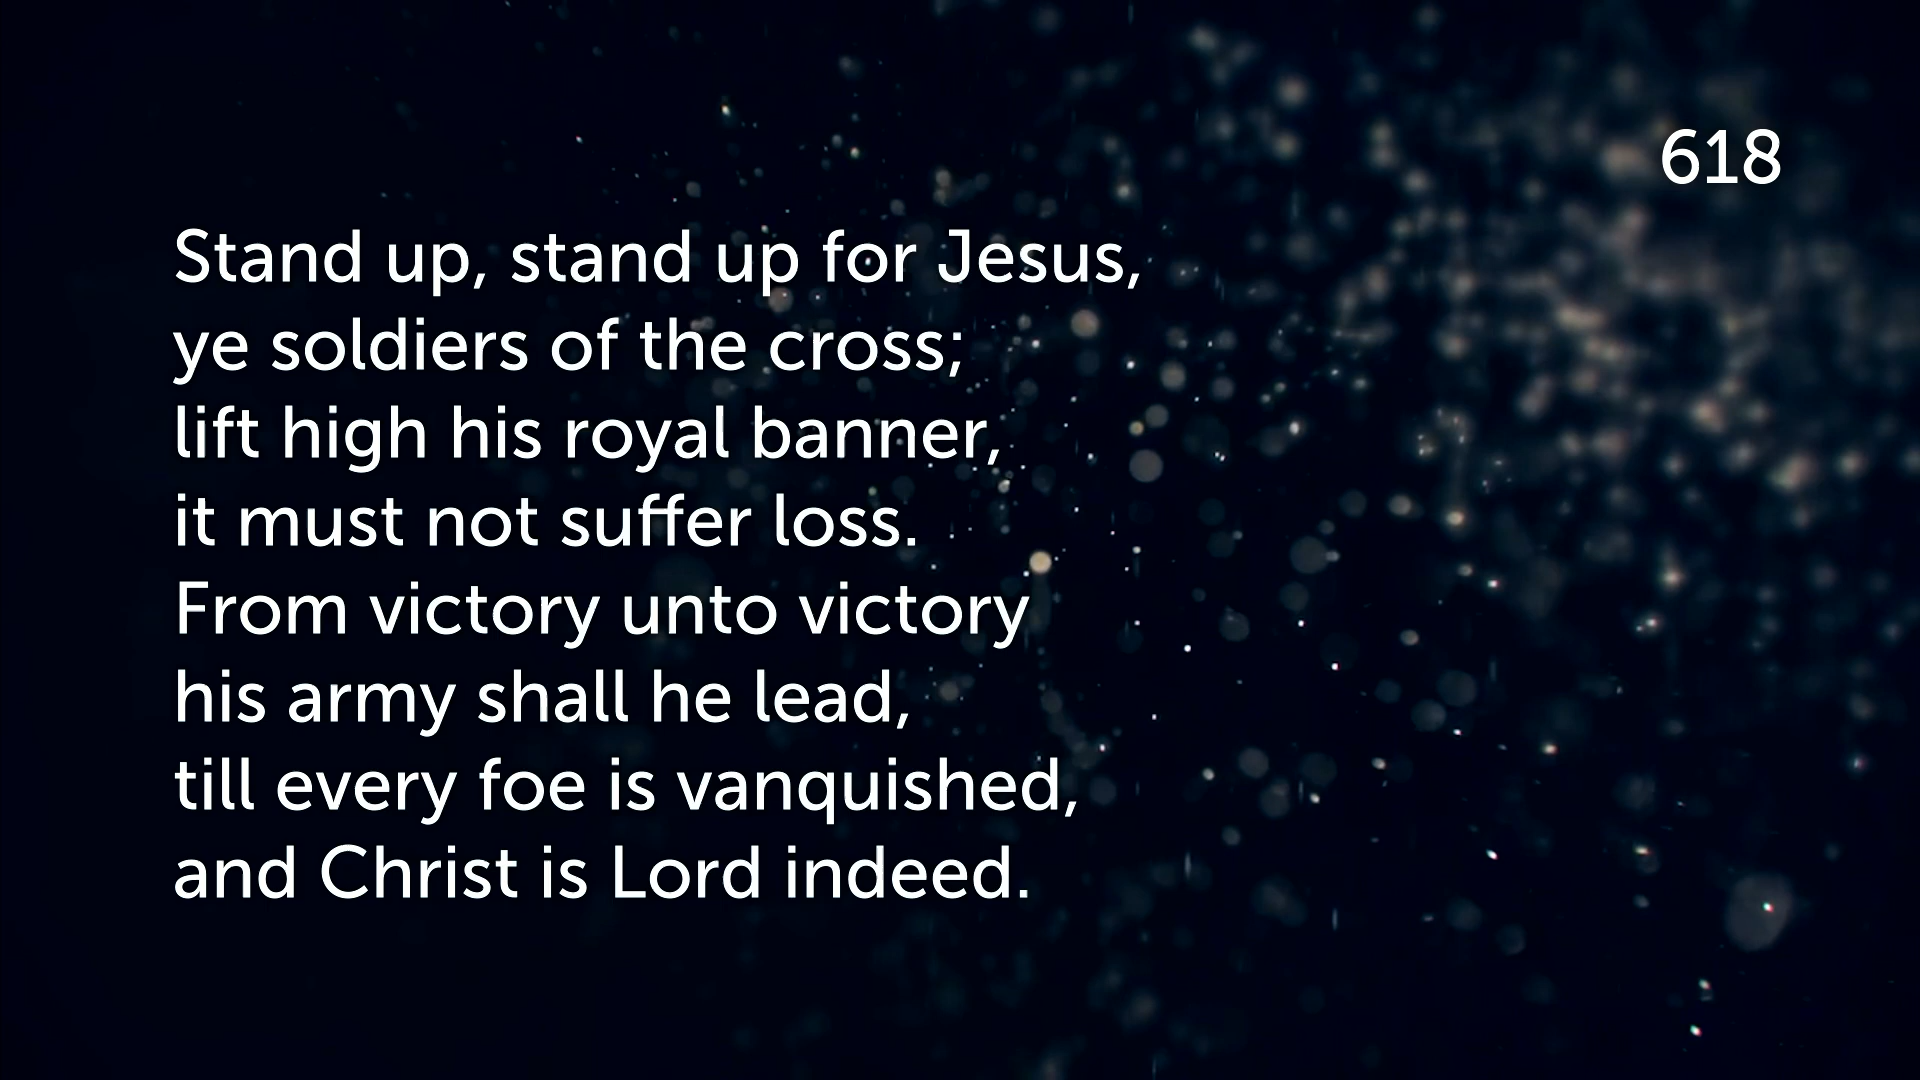 618
Stand up, stand up for Jesus,
ye soldiers of the cross;
lift high his royal banner,
it must not suffer loss.
From victory unto victory
his army shall he lead,
till every foe is vanquished,
and Christ is Lord indeed.